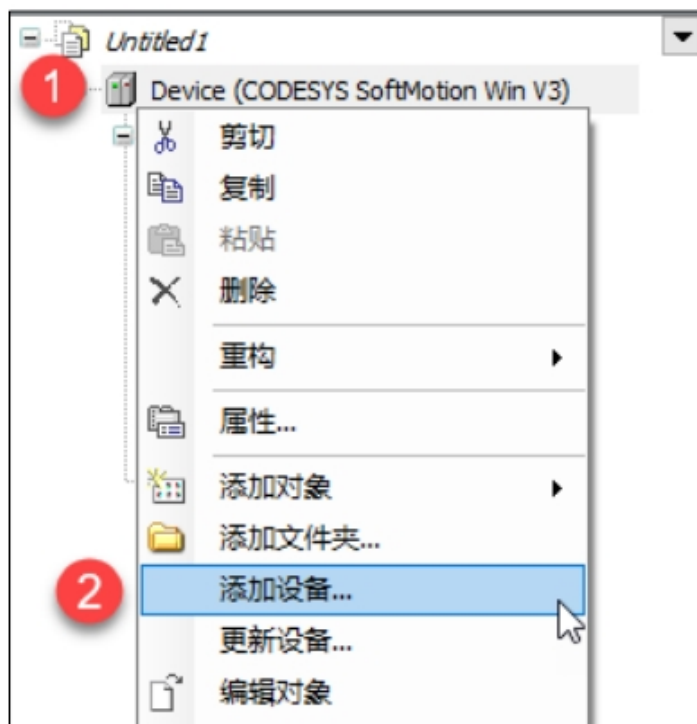 Untitled1
1
Device (CODESYS SoftMotion Win V3)
剪切
复制
粘贴
删除
重构
属性...
添加对象
添加文件夹...
2
添加设备...
更新设备...
编辑对象